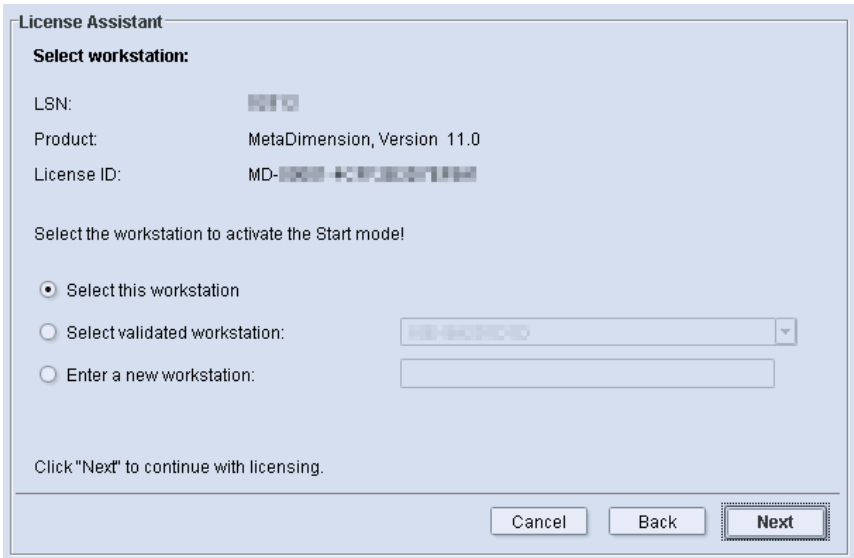 License Assistant
Select workstation:
LSN:
Product: MetaDimension, Version 11.0
License ID: MD-
Select the workstation to activate the Start mode!
Select this workstation
Select validated workstation:
Enter a new workstation:
Click "Next" to continue with licensing.
Cancel Back Next